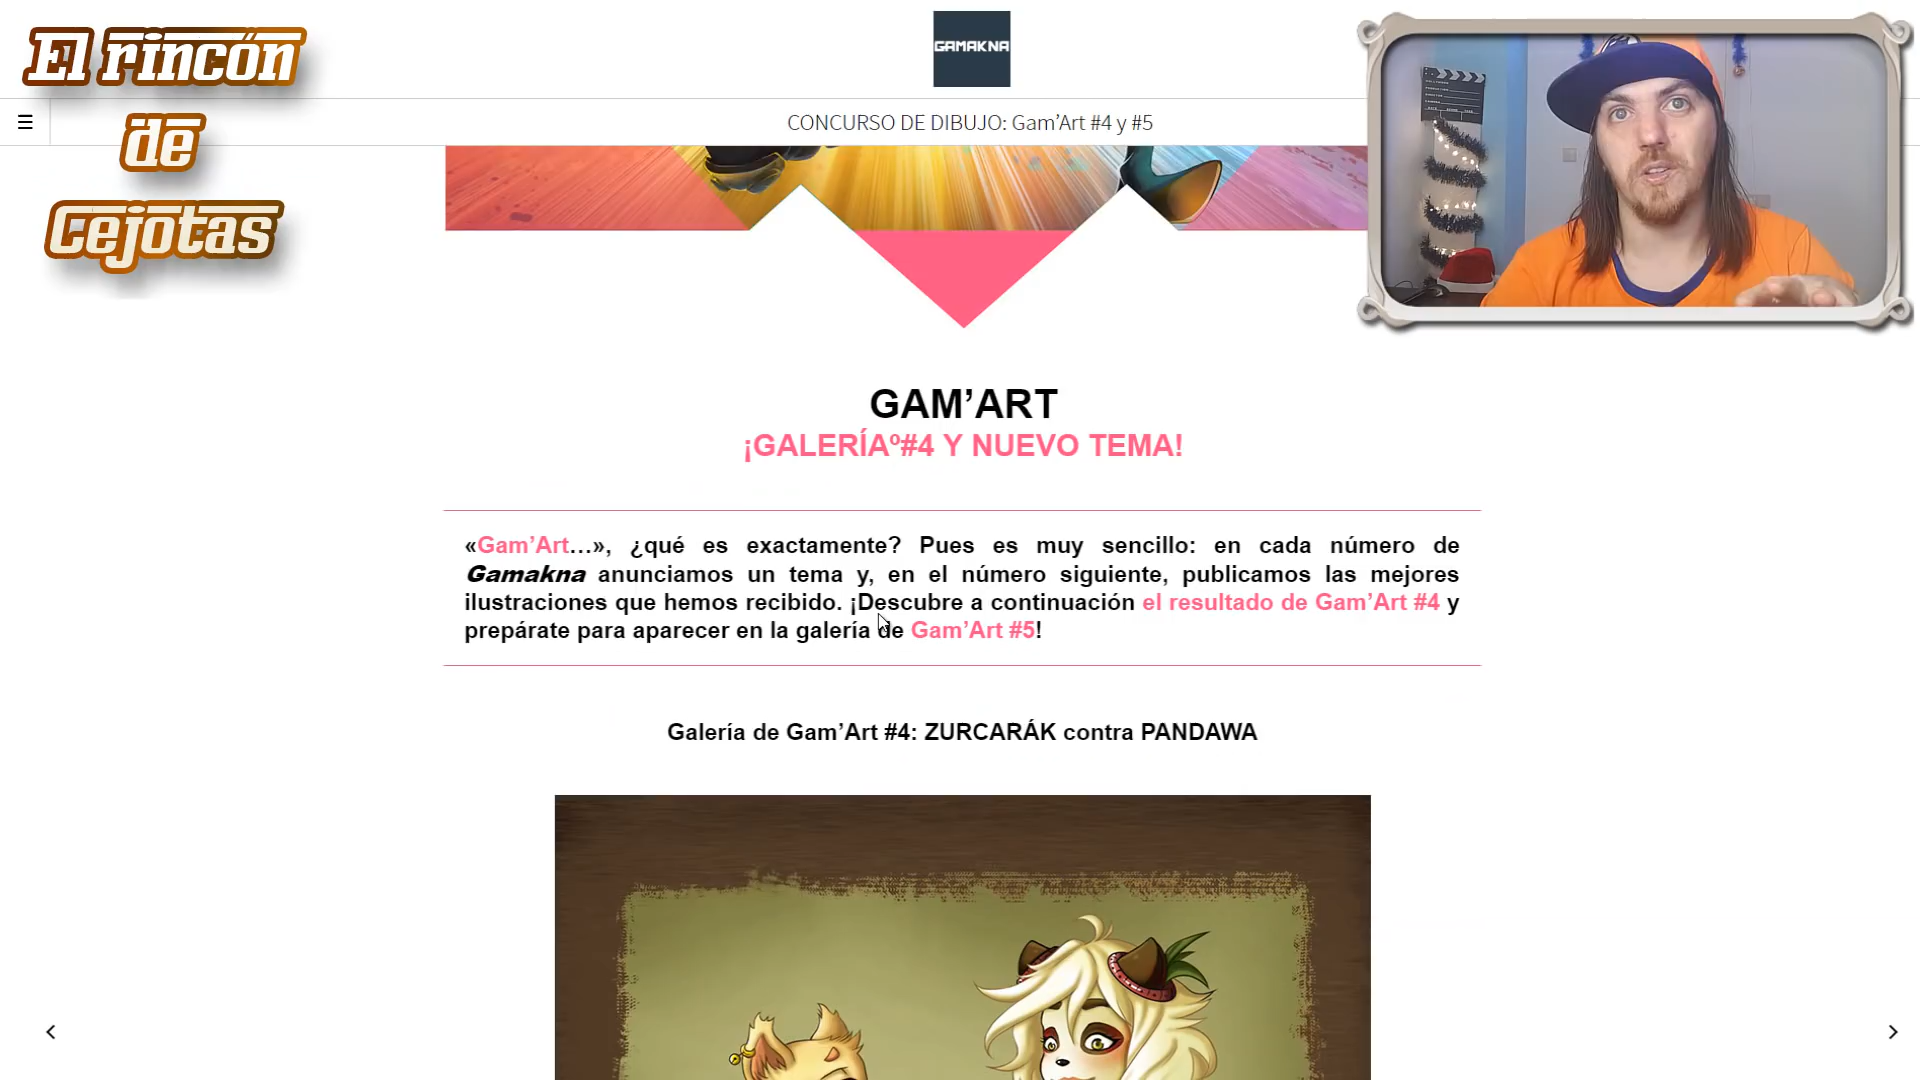 El rincón
de
Cejotas
GAMAKNA
☰
CONCURSO DE DIBUJO: Gam’Art #4 y #5
GAM’ART
¡GALERÍAº#4 Y NUEVO TEMA!
«Gam’Art…», ¿qué es exactamente? Pues es muy sencillo: en cada número de
Gamakna anunciamos un tema y, en el número siguiente, publicamos las mejores
ilustraciones que hemos recibido. ¡Descubre a continuación el resultado de Gam’Art #4 y
prepárate para aparecer en la galería de Gam’Art #5!
Galería de Gam’Art #4: ZURCARÁK contra PANDAWA